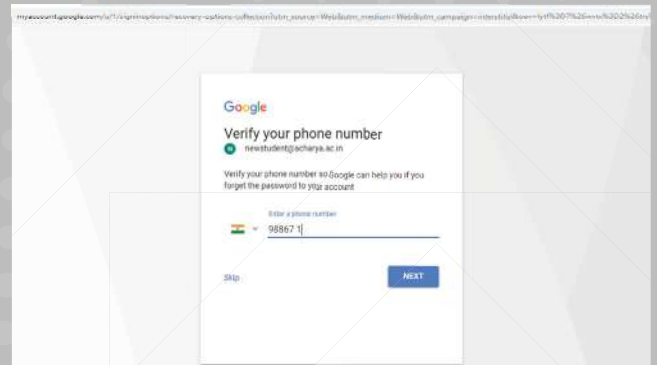 Google
Verify your phone number
N newstudent@acharya.ac.in
Verify your phone number so Google can help you if you
forget the password to your account
Enter a phone number
98867 1
Skip
NEXT